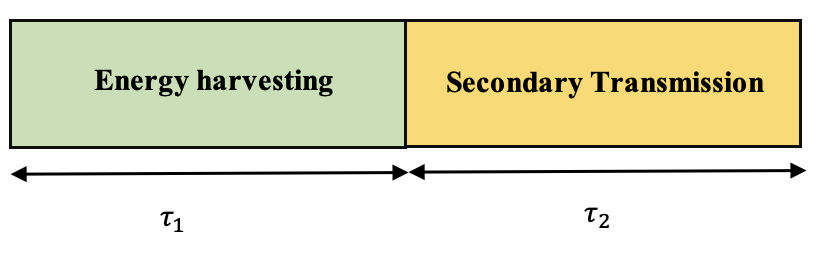 Energy harvesting
Secondary Transmission
τ₁
τ₂